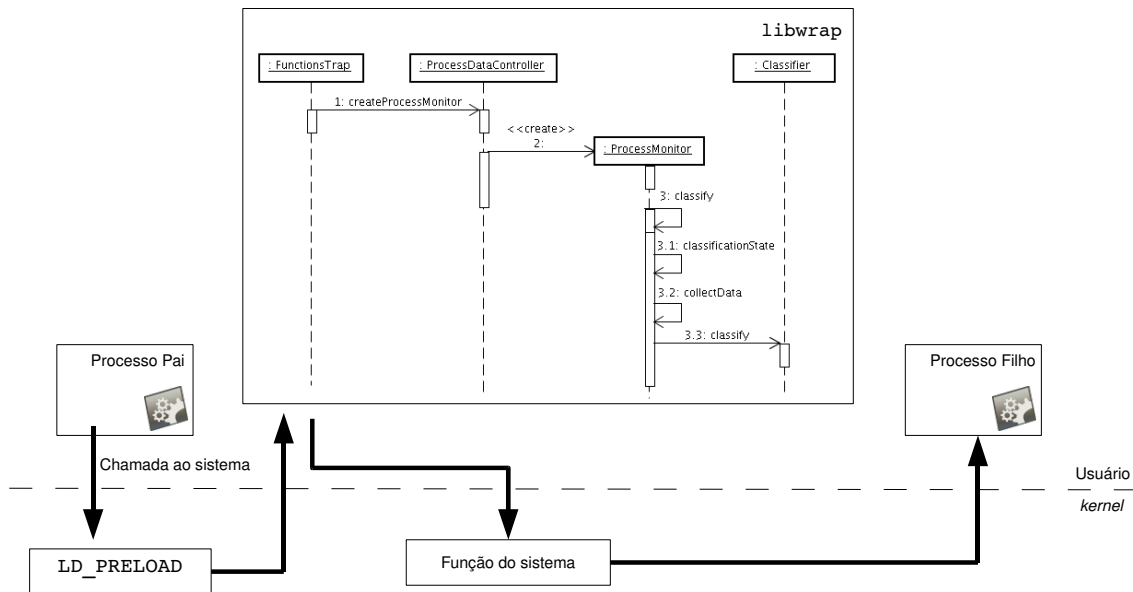 libwrap
: FunctionsTrap
: ProcessDataController
: Classifier
1: createProcessMonitor
<<create>>
2:
: ProcessMonitor
3: classify
3.1: classificationState
3.2: collectData
3.3: classify
Processo Pai
Processo Filho
Chamada ao sistema
Usuário
kernel
LD_PRELOAD
Função do sistema